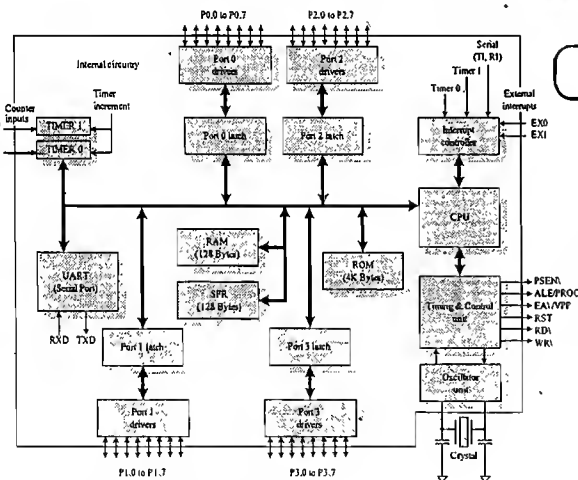 P0.0 to P0.7
P2.0 to P2.7
Internal circuitry
Port 0
drivers
Port 2
drivers
Serial
(TI, RI)
Timer 1
Timer 0
Counter
inputs
Timer
increment
External
interrupts
TIMER 1
TIMER 0
Port 0 latch
Port 2 latch
Interrupt
controller
EX0
EX1
CPU
RAM
(128 Bytes)
ROM
(4K Bytes)
UART
(Serial Port)
SFR
(128 Bytes)
Timing & Control
unit
PSEN\
ALE/PROG
EA\/VPP
RST
RD\
WR\
RXD
TXD
Port 1 latch
Port 3 latch
Oscillator
unit
Port 1
drivers
Port 3
drivers
Crystal
P1.0 to P1.7
P3.0 to P3.7